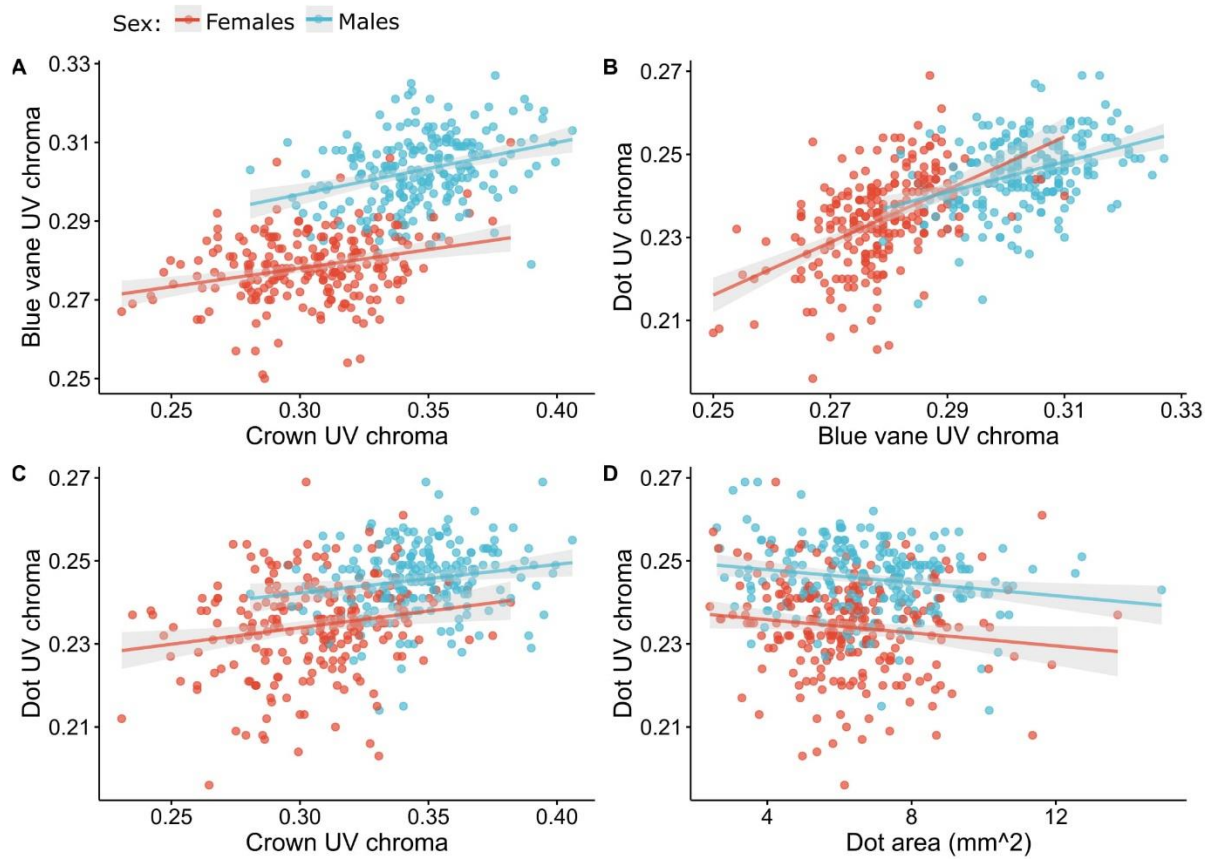 Sex: Females Males
A
0.33
0.31
0.29
0.27
0.25
Blue vane UV chroma
0.25 0.30 0.35 0.40
Crown UV chroma
B
0.27
0.25
0.23
0.21
Dot UV chroma
0.25 0.27 0.29 0.31 0.33
Blue vane UV chroma
C
0.27
0.25
0.23
0.21
Dot UV chroma
0.25 0.30 0.35 0.40
Crown UV chroma
D
0.27
0.25
0.23
0.21
Dot UV chroma
4 8 12
Dot area (mm^2)